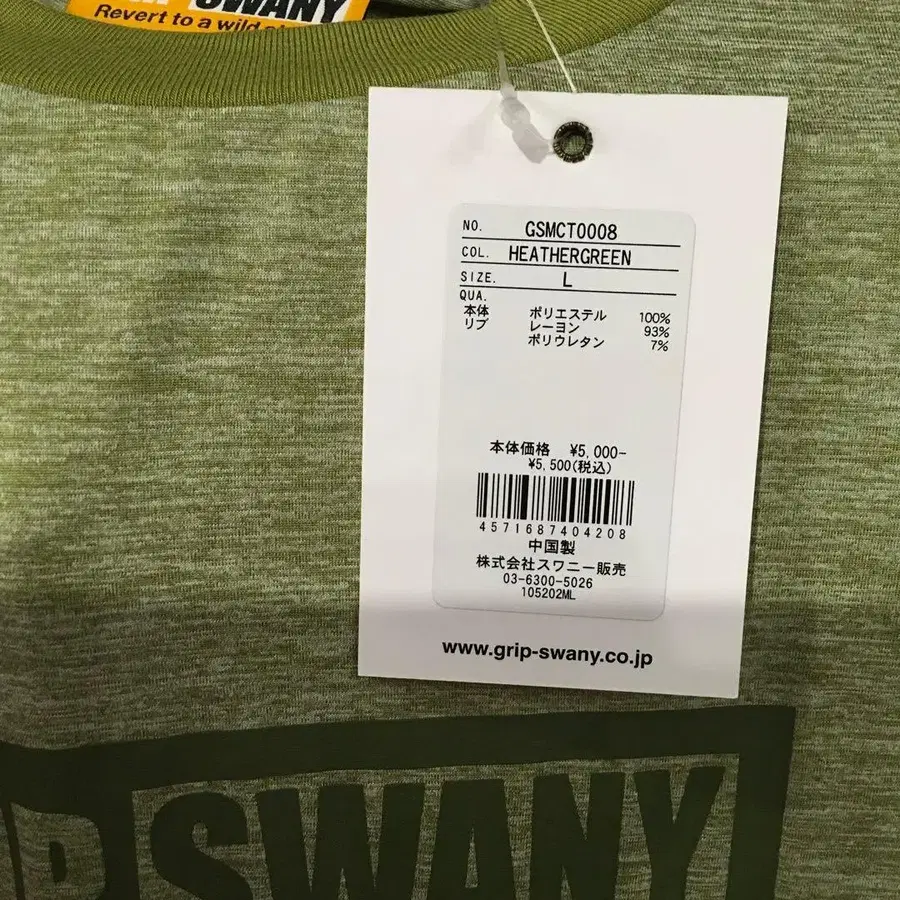 SWANY
Revert to a wild
NO. GSMCT0008
COL. HEATHERGREEN
SIZE. L
QUA.
本体 ポリエステル 100%
リブ レーヨン 93%
ポリウレタン 7%
本体価格 ¥5,000-
¥5,500(税込)
4571687404208
中国製
株式会社スワニー販売
03-6300-5026
105202ML
www.grip-swany.co.jp
P SWANY